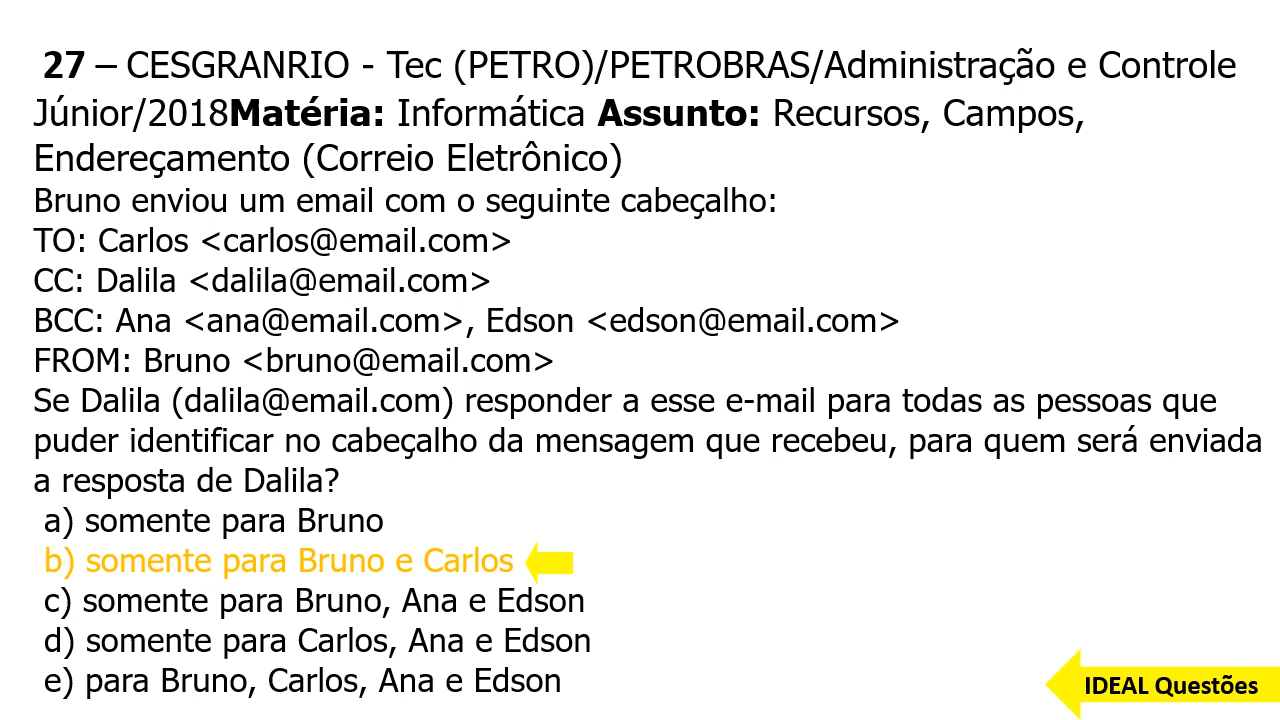 27 – CESGRANRIO - Tec (PETRO)/PETROBRAS/Administração e Controle
Júnior/2018Matéria: Informática Assunto: Recursos, Campos,
Endereçamento (Correio Eletrônico)
Bruno enviou um email com o seguinte cabeçalho:
TO: Carlos <carlos@email.com>
CC: Dalila <dalila@email.com>
BCC: Ana <ana@email.com>, Edson <edson@email.com>
FROM: Bruno <bruno@email.com>
Se Dalila (dalila@email.com) responder a esse e-mail para todas as pessoas que
puder identificar no cabeçalho da mensagem que recebeu, para quem será enviada
a resposta de Dalila?
a) somente para Bruno
b) somente para Bruno e Carlos
c) somente para Bruno, Ana e Edson
d) somente para Carlos, Ana e Edson
e) para Bruno, Carlos, Ana e Edson
IDEAL Questões